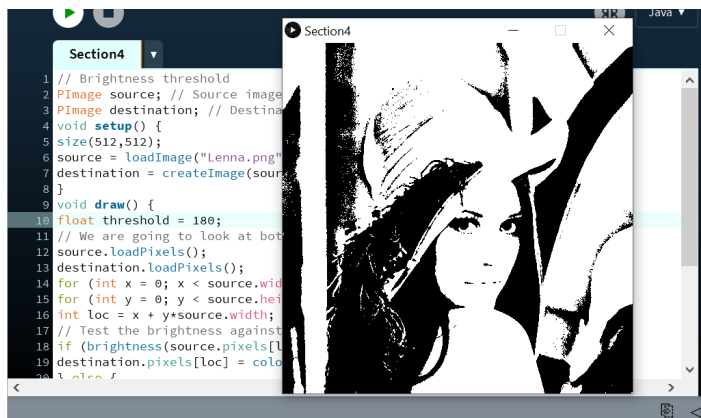 Java
Section4
Section4
1 // Brightness threshold
2 PImage source; // Source image
3 PImage destination; // Destina
4 void setup() {
5 size(512,512);
6 source = loadImage("Lenna.png"
7 destination = createImage(sour
8 }
9 void draw() {
10 float threshold = 180;
11 // We are going to look at bot
12 source.loadPixels();
13 destination.loadPixels();
14 for (int x = 0; x < source.wid
15 for (int y = 0; y < source.hei
16 int loc = x + y*source.width;
17 // Test the brightness against
18 if (brightness(source.pixels[l
19 destination.pixels[loc] = colo
20 } else {